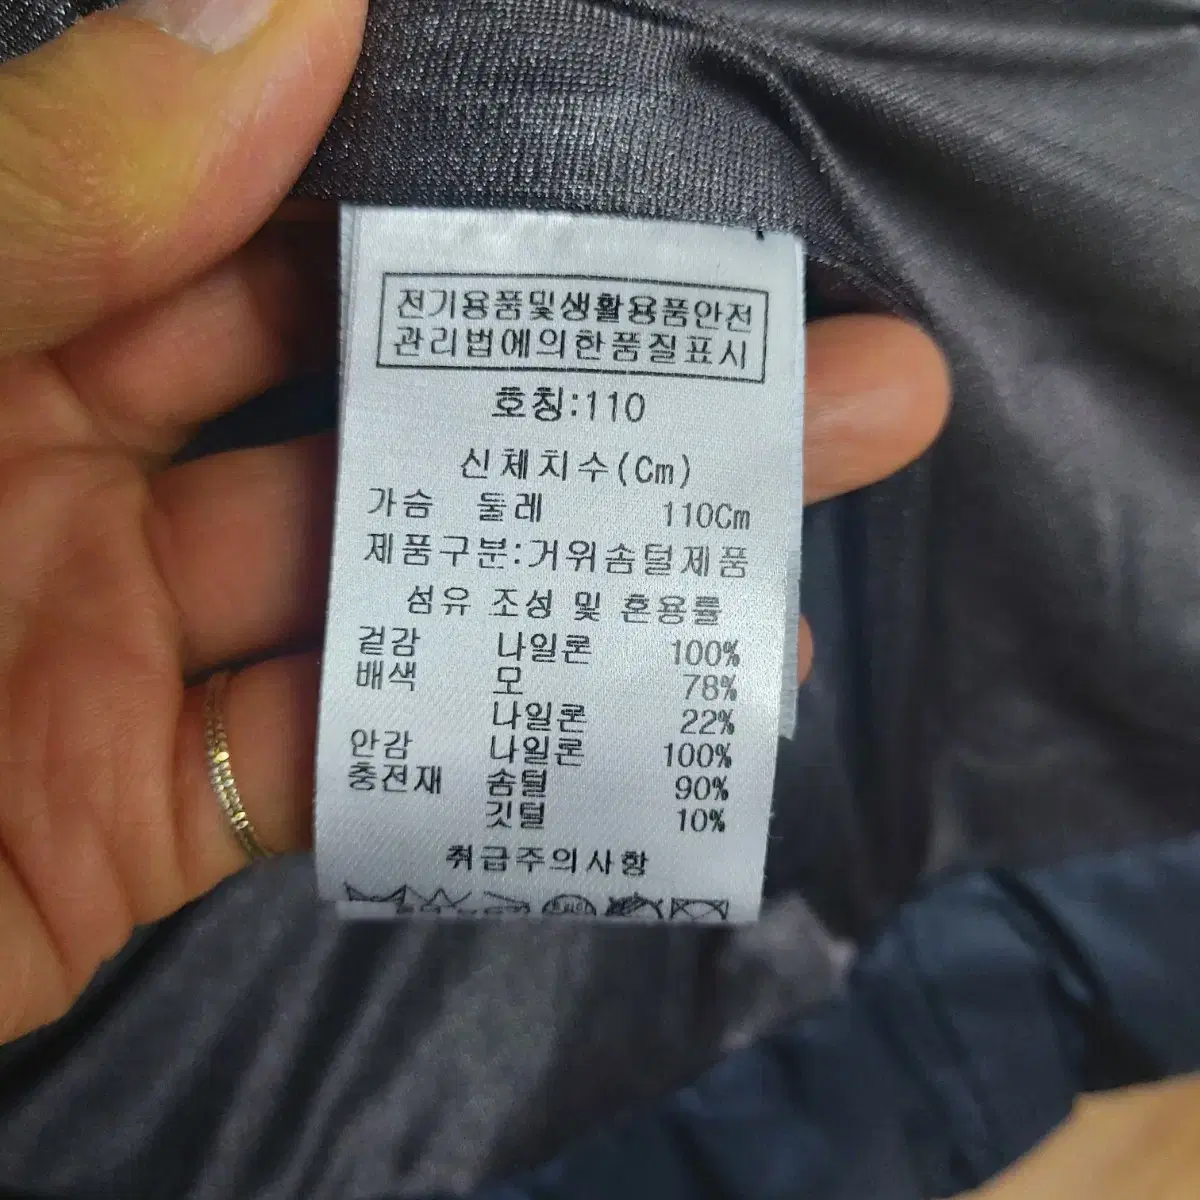 전기용품및생활용품안전
관리법에의한품질표시
호칭:110
신체치수(Cm)
가슴 둘레 110Cm
제품구분:거위솜털제품
섬유 조성 및 혼용률
겉감 나일론 100%
배색 모 78%
나일론 22%
안감 나일론 100%
충전재 솜털 90%
깃털 10%
취급주의사항